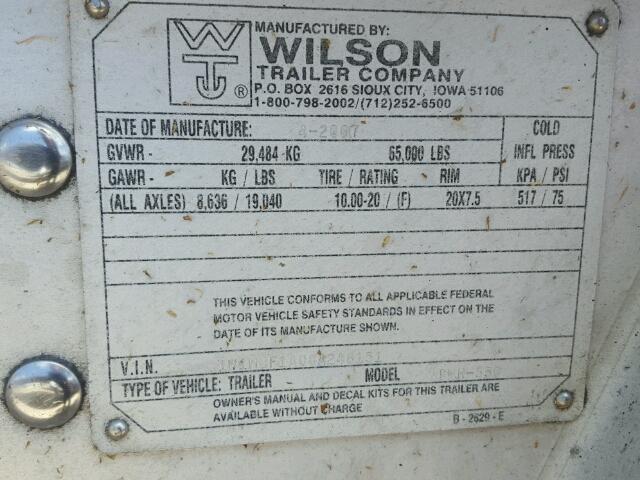 MANUFACTURED BY:
WILSON
TRAILER COMPANY
P.O. BOX 2616 SIOUX CITY, IOWA 51106
1-800-798-2002/(712)252-6500
WT ®
DATE OF MANUFACTURE: 4-2007 COLD
GVWR- 29,484 KG 65,000 LBS INFL PRESS
GAWR- KG / LBS TIRE / RATING RIM KPA / PSI
(ALL AXLES) 8,636 / 19,040 10.00-20 / (F) 20X7.5 517 / 75
THIS VEHICLE CONFORMS TO ALL APPLICABLE FEDERAL
MOTOR VEHICLE SAFETY STANDARDS IN EFFECT ON THE
DATE OF ITS MANUFACTURE SHOWN.
V.I.N.
TYPE OF VEHICLE: TRAILER MODEL
OWNER'S MANUAL AND DECAL KITS FOR THIS TRAILER ARE
AVAILABLE WITHOUT CHARGE
B - 2629 - E